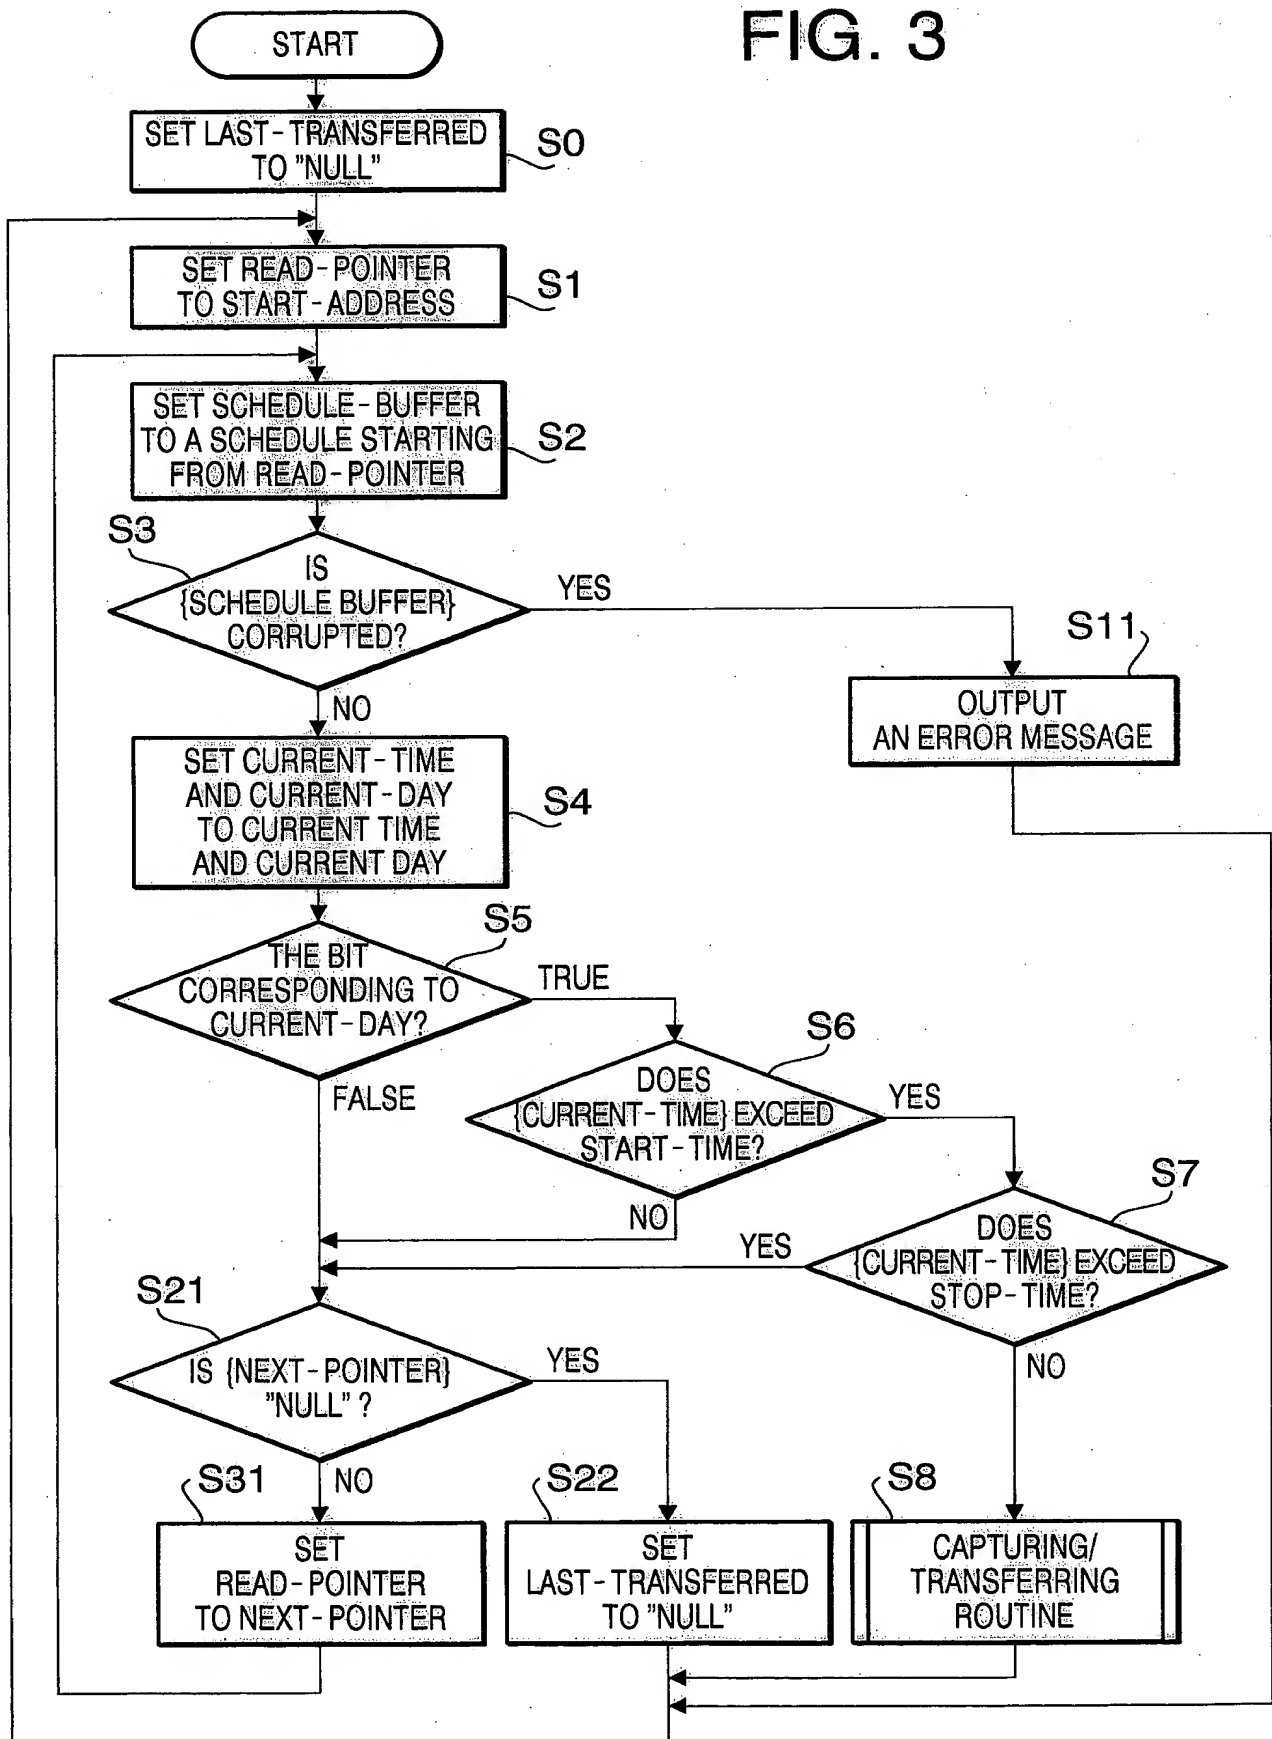 FIG. 3
START
SET LAST-TRANSFERRED
TO "NULL"
S0
SET READ-POINTER
TO START-ADDRESS
S1
SET SCHEDULE-BUFFER
TO A SCHEDULE STARTING
FROM READ-POINTER
S2
S3
IS
{SCHEDULE BUFFER}
CORRUPTED?
YES
NO
S11
OUTPUT
AN ERROR MESSAGE
SET CURRENT-TIME
AND CURRENT-DAY
TO CURRENT TIME
AND CURRENT DAY
S4
S5
THE BIT
CORRESPONDING TO
CURRENT-DAY?
TRUE
FALSE
S6
DOES
{CURRENT-TIME} EXCEED
START-TIME?
YES
NO
S7
DOES
{CURRENT-TIME} EXCEED
STOP-TIME?
YES
NO
S21
IS {NEXT-POINTER}
"NULL" ?
YES
NO
S31
SET
READ-POINTER
TO NEXT-POINTER
S22
SET
LAST-TRANSFERRED
TO "NULL"
S8
CAPTURING/
TRANSFERRING
ROUTINE